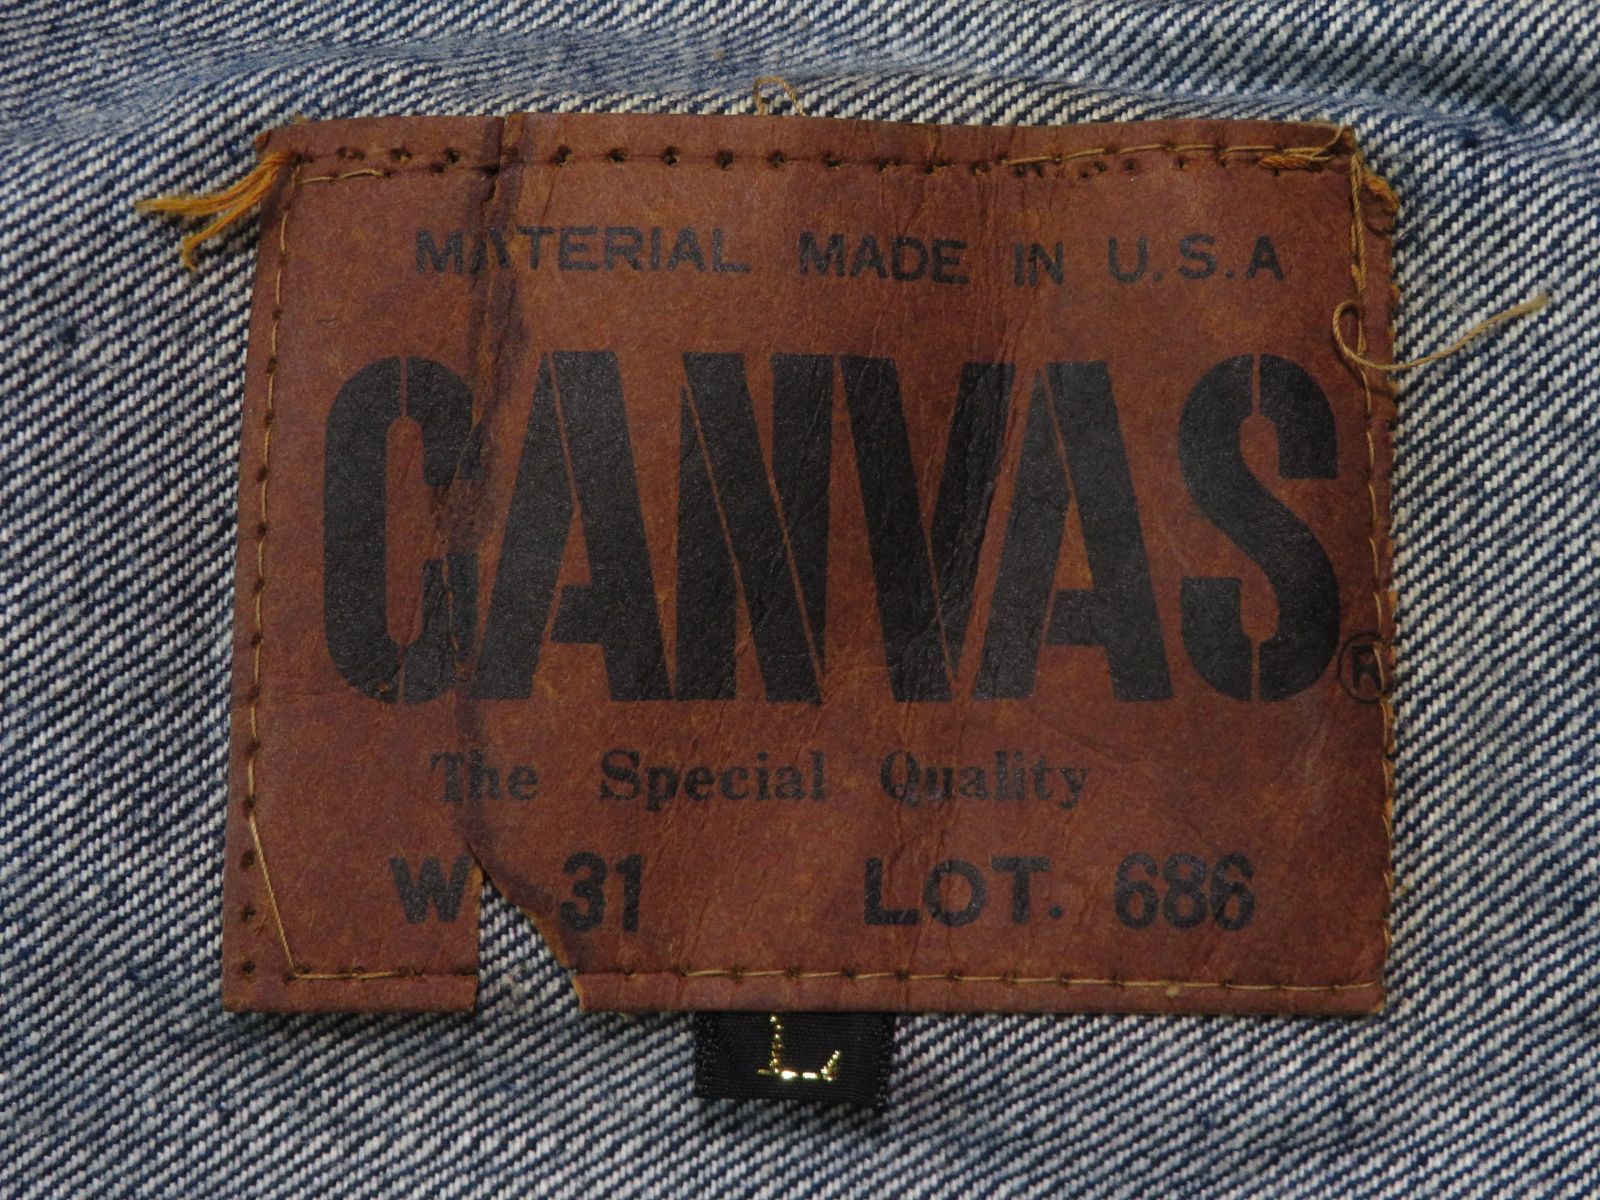 MATERIAL MADE IN U.S.A
CANVAS®
The Special Quality
W 31 LOT. 686
L